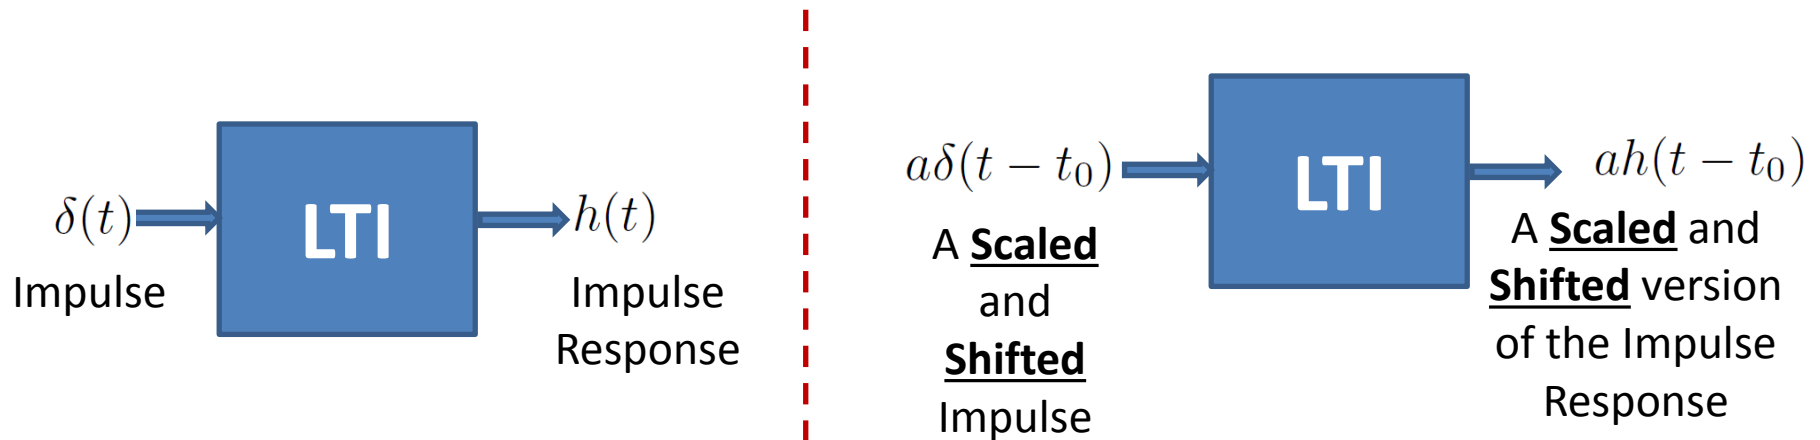 δ(t)
LTI
h(t)
Impulse
Impulse
Response
aδ(t − t₀)
LTI
ah(t − t₀)
A Scaled
and
Shifted
Impulse
A Scaled and
Shifted version
of the Impulse
Response